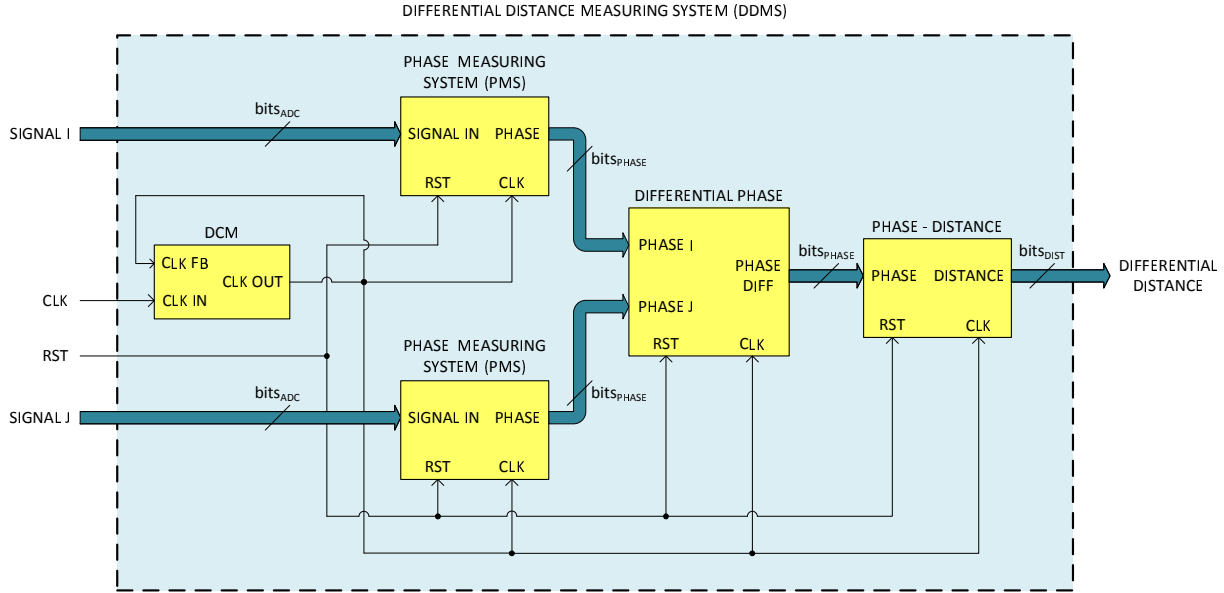 DIFFERENTIAL DISTANCE MEASURING SYSTEM (DDMS)
PHASE MEASURING
SYSTEM (PMS)
SIGNAL I
bitsADC
SIGNAL IN
PHASE
RST
CLK
bitsPHASE
DCM
CLK FB
CLK OUT
CLK IN
CLK
RST
DIFFERENTIAL PHASE
PHASE I
PHASE
DIFF
PHASE J
RST
CLK
bitsPHASE
PHASE - DISTANCE
PHASE
DISTANCE
RST
CLK
bitsDIST
DIFFERENTIAL
DISTANCE
PHASE MEASURING
SYSTEM (PMS)
SIGNAL J
bitsADC
SIGNAL IN
PHASE
RST
CLK
bitsPHASE